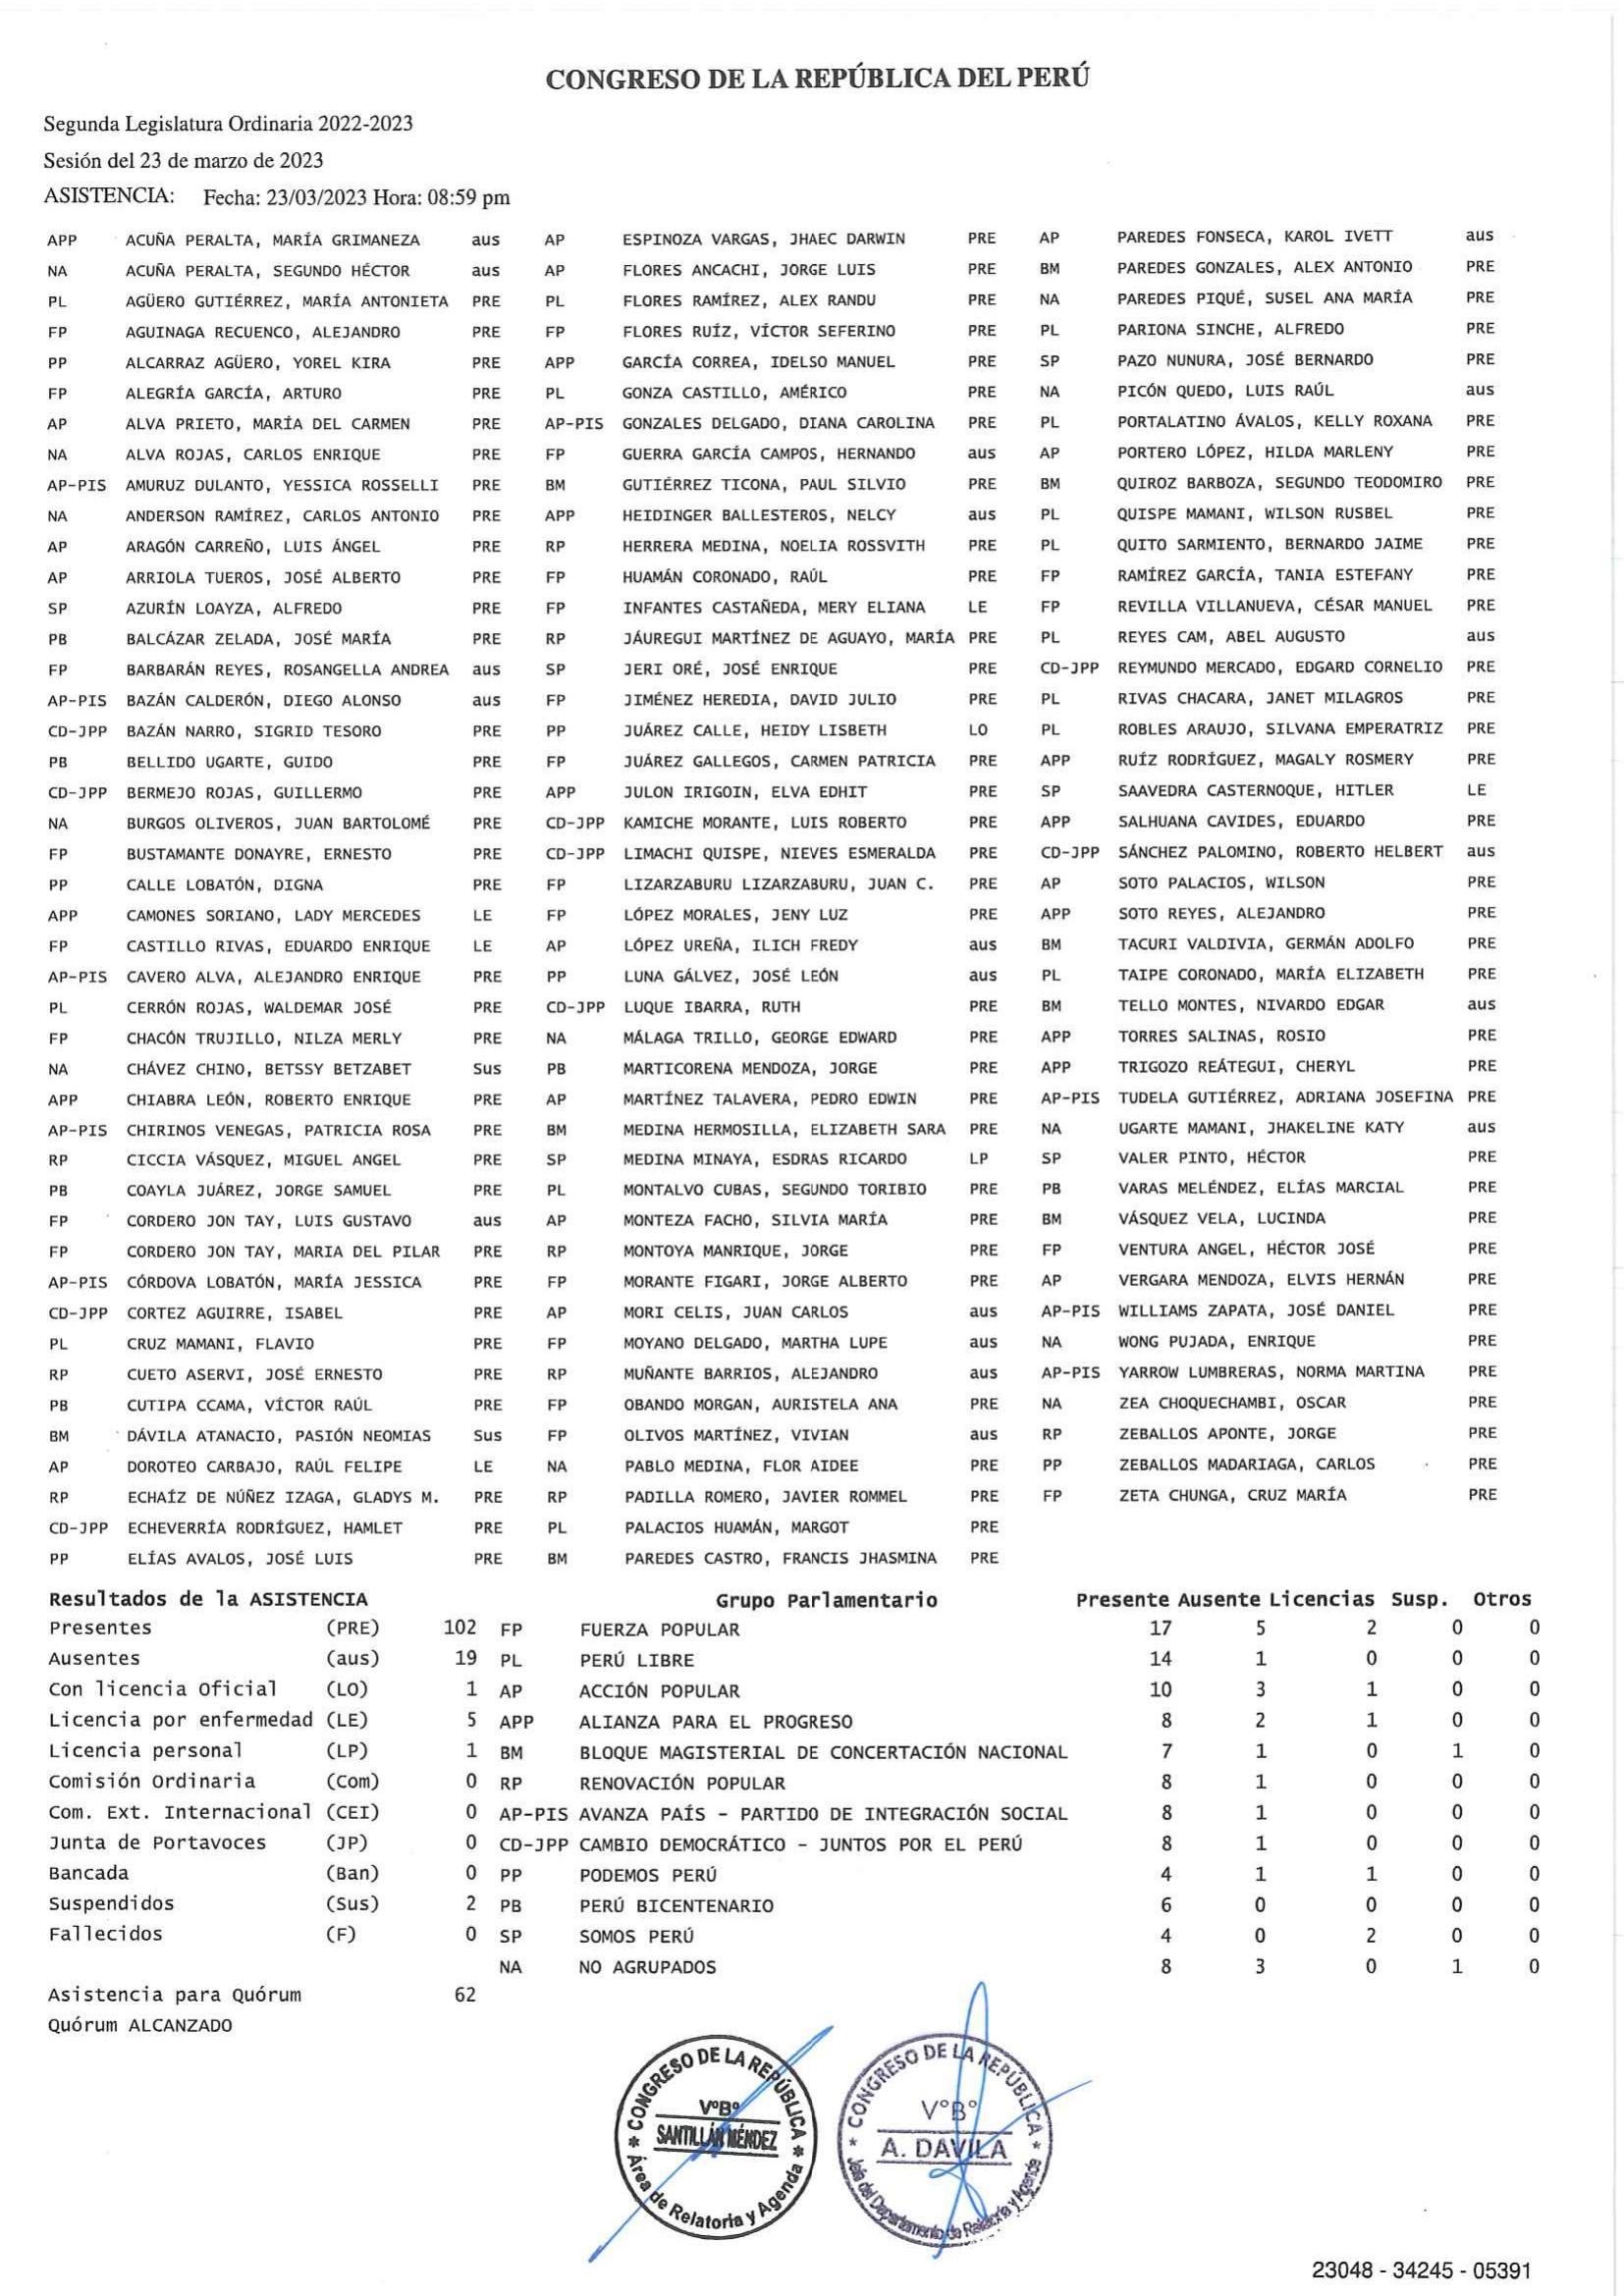 CONGRESO DE LA REPÚBLICA DEL PERÚ
Segunda Legislatura Ordinaria 2022-2023
Sesión del 23 de marzo de 2023
ASISTENCIA: Fecha: 23/03/2023 Hora: 08:59 pm
APP ACUÑA PERALTA, MARÍA GRIMANEZA aus AP ESPINOZA VARGAS, JHAEC DARWIN PRE AP PAREDES FONSECA, KAROL IVETT aus
NA ACUÑA PERALTA, SEGUNDO HÉCTOR aus AP FLORES ANCACHI, JORGE LUIS PRE BM PAREDES GONZALES, ALEX ANTONIO PRE
PL AGÜERO GUTIÉRREZ, MARÍA ANTONIETA PRE PL FLORES RAMÍREZ, ALEX RANDU PRE NA PAREDES PIQUÉ, SUSEL ANA MARÍA PRE
FP AGUINAGA RECUENCO, ALEJANDRO PRE FP FLORES RUÍZ, VÍCTOR SEFERINO PRE PL PARIONA SINCHE, ALFREDO PRE
PP ALCARRAZ AGÜERO, YOREL KIRA PRE APP GARCÍA CORREA, IDELSO MANUEL PRE SP PAZO NUNURA, JOSÉ BERNARDO PRE
FP ALEGRÍA GARCÍA, ARTURO PRE PL GONZA CASTILLO, AMÉRICO PRE NA PICÓN QUEDO, LUIS RAÚL aus
AP ALVA PRIETO, MARÍA DEL CARMEN PRE AP-PIS GONZALES DELGADO, DIANA CAROLINA PRE PL PORTALATINO ÁVALOS, KELLY ROXANA PRE
NA ALVA ROJAS, CARLOS ENRIQUE PRE FP GUERRA GARCÍA CAMPOS, HERNANDO aus AP PORTERO LÓPEZ, HILDA MARLENY PRE
AP-PIS AMURUZ DULANTO, YESSICA ROSSELLI PRE BM GUTIÉRREZ TICONA, PAUL SILVIO PRE BM QUIROZ BARBOZA, SEGUNDO TEODOMIRO PRE
NA ANDERSON RAMÍREZ, CARLOS ANTONIO PRE APP HEIDINGER BALLESTEROS, NELCY aus PL QUISPE MAMANI, WILSON RUSBEL PRE
AP ARAGÓN CARREÑO, LUIS ÁNGEL PRE RP HERRERA MEDINA, NOELIA ROSSVITH PRE PL QUITO SARMIENTO, BERNARDO JAIME PRE
AP ARRIOLA TUEROS, JOSÉ ALBERTO PRE FP HUAMÁN CORONADO, RAÚL PRE FP RAMÍREZ GARCÍA, TANIA ESTEFANY PRE
SP AZURÍN LOAYZA, ALFREDO PRE FP INFANTES CASTAÑEDA, MERY ELIANA LE FP REVILLA VILLANUEVA, CÉSAR MANUEL PRE
PB BALCÁZAR ZELADA, JOSÉ MARÍA PRE RP JÁUREGUI MARTÍNEZ DE AGUAYO, MARÍA PRE PL REYES CAM, ABEL AUGUSTO aus
FP BARBARÁN REYES, ROSANGELLA ANDREA aus SP JERI ORÉ, JOSÉ ENRIQUE PRE CD-JPP REYMUNDO MERCADO, EDGARD CORNELIO PRE
AP-PIS BAZÁN CALDERÓN, DIEGO ALONSO aus FP JIMÉNEZ HEREDIA, DAVID JULIO PRE PL RIVAS CHACARA, JANET MILAGROS PRE
CD-JPP BAZÁN NARRO, SIGRID TESORO PRE PP JUÁREZ CALLE, HEIDY LISBETH LO PL ROBLES ARAUJO, SILVANA EMPERATRIZ PRE
PB BELLIDO UGARTE, GUIDO PRE FP JUÁREZ GALLEGOS, CARMEN PATRICIA PRE APP RUÍZ RODRÍGUEZ, MAGALY ROSMERY PRE
CD-JPP BERMEJO ROJAS, GUILLERMO PRE APP JULON IRIGOIN, ELVA EDHIT PRE SP SAAVEDRA CASTERNOQUE, HITLER LE
NA BURGOS OLIVEROS, JUAN BARTOLOMÉ PRE CD-JPP KAMICHE MORANTE, LUIS ROBERTO PRE APP SALHUANA CAVIDES, EDUARDO PRE
FP BUSTAMANTE DONAYRE, ERNESTO PRE CD-JPP LIMACHI QUISPE, NIEVES ESMERALDA PRE CD-JPP SÁNCHEZ PALOMINO, ROBERTO HELBERT aus
PP CALLE LOBATÓN, DIGNA PRE FP LIZARZABURU LIZARZABURU, JUAN C. PRE AP SOTO PALACIOS, WILSON PRE
APP CAMONES SORIANO, LADY MERCEDES LE FP LÓPEZ MORALES, JENY LUZ PRE APP SOTO REYES, ALEJANDRO PRE
FP CASTILLO RIVAS, EDUARDO ENRIQUE LE AP LÓPEZ UREÑA, ILICH FREDY aus BM TACURI VALDIVIA, GERMÁN ADOLFO PRE
AP-PIS CAVERO ALVA, ALEJANDRO ENRIQUE PRE PP LUNA GÁLVEZ, JOSÉ LEÓN aus PL TAIPE CORONADO, MARÍA ELIZABETH PRE
PL CERRÓN ROJAS, WALDEMAR JOSÉ PRE CD-JPP LUQUE IBARRA, RUTH PRE BM TELLO MONTES, NIVARDO EDGAR aus
FP CHACÓN TRUJILLO, NILZA MERLY PRE NA MÁLAGA TRILLO, GEORGE EDWARD PRE APP TORRES SALINAS, ROSIO PRE
NA CHÁVEZ CHINO, BETSSY BETZABET Sus PB MARTICORENA MENDOZA, JORGE PRE APP TRIGOZO REÁTEGUI, CHERYL PRE
APP CHIABRA LEÓN, ROBERTO ENRIQUE PRE AP MARTÍNEZ TALAVERA, PEDRO EDWIN PRE AP-PIS TUDELA GUTIÉRREZ, ADRIANA JOSEFINA PRE
AP-PIS CHIRINOS VENEGAS, PATRICIA ROSA PRE BM MEDINA HERMOSILLA, ELIZABETH SARA PRE NA UGARTE MAMANI, JHAKELINE KATY aus
RP CICCIA VÁSQUEZ, MIGUEL ANGEL PRE SP MEDINA MINAYA, ESDRAS RICARDO LP SP VALER PINTO, HÉCTOR PRE
PB COAYLA JUÁREZ, JORGE SAMUEL PRE PL MONTALVO CUBAS, SEGUNDO TORIBIO PRE PB VARAS MELÉNDEZ, ELÍAS MARCIAL PRE
FP CORDERO JON TAY, LUIS GUSTAVO aus AP MONTEZA FACHO, SILVIA MARÍA PRE BM VÁSQUEZ VELA, LUCINDA PRE
FP CORDERO JON TAY, MARIA DEL PILAR PRE RP MONTOYA MANRIQUE, JORGE PRE FP VENTURA ANGEL, HÉCTOR JOSÉ PRE
AP-PIS CÓRDOVA LOBATÓN, MARÍA JESSICA PRE FP MORANTE FIGARI, JORGE ALBERTO PRE AP VERGARA MENDOZA, ELVIS HERNÁN PRE
CD-JPP CORTEZ AGUIRRE, ISABEL PRE AP MORI CELIS, JUAN CARLOS aus AP-PIS WILLIAMS ZAPATA, JOSÉ DANIEL PRE
PL CRUZ MAMANI, FLAVIO PRE FP MOYANO DELGADO, MARTHA LUPE aus NA WONG PUJADA, ENRIQUE PRE
RP CUETO ASERVI, JOSÉ ERNESTO PRE RP MUÑANTE BARRIOS, ALEJANDRO aus AP-PIS YARROW LUMBRERAS, NORMA MARTINA PRE
PB CUTIPA CCAMA, VÍCTOR RAÚL PRE FP OBANDO MORGAN, AURISTELA ANA PRE NA ZEA CHOQUECHAMBI, OSCAR PRE
BM DÁVILA ATANACIO, PASIÓN NEOMIAS Sus FP OLIVOS MARTÍNEZ, VIVIAN aus RP ZEBALLOS APONTE, JORGE PRE
AP DOROTEO CARBAJO, RAÚL FELIPE LE NA PABLO MEDINA, FLOR AIDEE PRE PP ZEBALLOS MADARIAGA, CARLOS PRE
RP ECHAÍZ DE NÚÑEZ IZAGA, GLADYS M. PRE RP PADILLA ROMERO, JAVIER ROMMEL PRE FP ZETA CHUNGA, CRUZ MARÍA PRE
CD-JPP ECHEVERRÍA RODRÍGUEZ, HAMLET PRE PL PALACIOS HUAMÁN, MARGOT PRE
PP ELÍAS AVALOS, JOSÉ LUIS PRE BM PAREDES CASTRO, FRANCIS JHASMINA PRE
Resultados de la ASISTENCIA Grupo Parlamentario Presente Ausente Licencias Susp. Otros
Presentes (PRE) 102 FP FUERZA POPULAR 17 5 2 0 0
Ausentes (aus) 19 PL PERÚ LIBRE 14 1 0 0 0
Con licencia Oficial (LO) 1 AP ACCIÓN POPULAR 10 3 1 0 0
Licencia por enfermedad (LE) 5 APP ALIANZA PARA EL PROGRESO 8 2 1 0 0
Licencia personal (LP) 1 BM BLOQUE MAGISTERIAL DE CONCERTACIÓN NACIONAL 7 1 0 1 0
Comisión Ordinaria (Com) 0 RP RENOVACIÓN POPULAR 8 1 0 0 0
Com. Ext. Internacional (CEI) 0 AP-PIS AVANZA PAÍS - PARTIDO DE INTEGRACIÓN SOCIAL 8 1 0 0 0
Junta de Portavoces (JP) 0 CD-JPP CAMBIO DEMOCRÁTICO - JUNTOS POR EL PERÚ 8 1 0 0 0
Bancada (Ban) 0 PP PODEMOS PERÚ 4 1 1 0 0
Suspendidos (Sus) 2 PB PERÚ BICENTENARIO 6 0 0 0 0
Fallecidos (F) 0 SP SOMOS PERÚ 4 0 2 0 0
NA NO AGRUPADOS 8 3 0 1 0
Asistencia para Quórum 62
Quórum ALCANZADO
CONGRESO DE LA REPÚBLICA
V°B°
SANTILLÁN MÉNDEZ
Área de Relatoria y Agenda
CONGRESO DE LA REPÚBLICA
V°B°
A. DAVILA
Jefa del Departamento de Relatoría y Agenda
23048 - 34245 - 05391